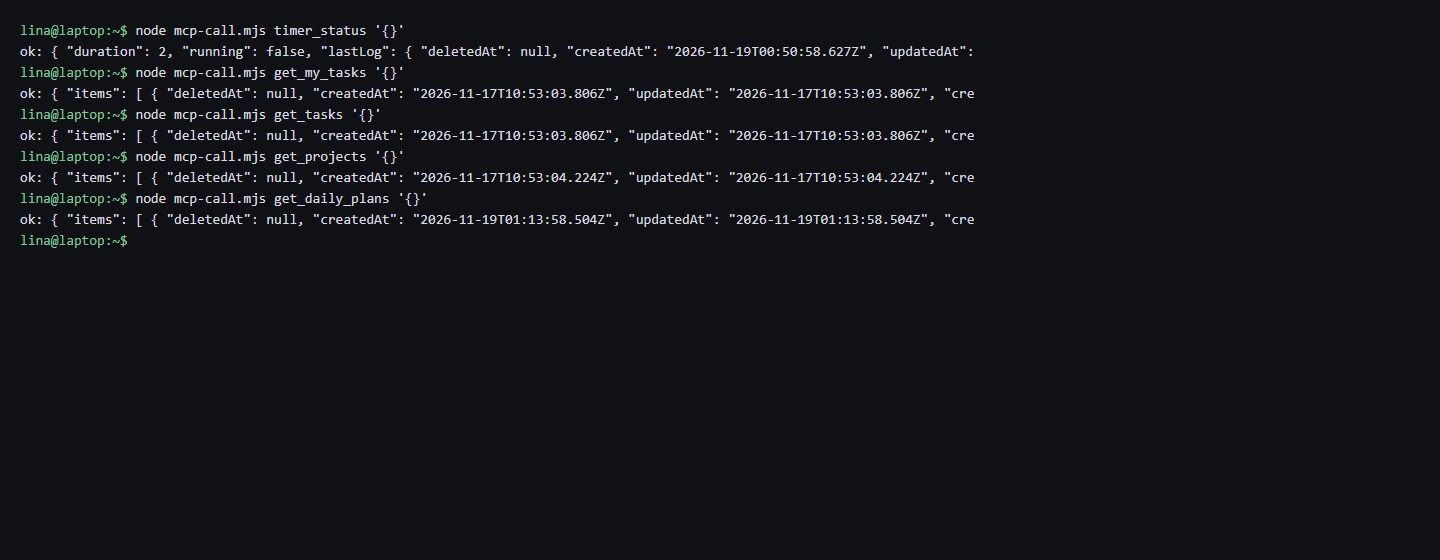 lina@laptop:~$ node mcp-call.mjs timer_status '{}'
ok: { "duration": 2, "running": false, "lastLog": { "deletedAt": null, "createdAt": "2026-11-19T00:50:58.627Z", "updatedAt":
lina@laptop:~$ node mcp-call.mjs get_my_tasks '{}'
ok: { "items": [ { "deletedAt": null, "createdAt": "2026-11-17T10:53:03.806Z", "updatedAt": "2026-11-17T10:53:03.806Z", "cre
lina@laptop:~$ node mcp-call.mjs get_tasks '{}'
ok: { "items": [ { "deletedAt": null, "createdAt": "2026-11-17T10:53:03.806Z", "updatedAt": "2026-11-17T10:53:03.806Z", "cre
lina@laptop:~$ node mcp-call.mjs get_projects '{}'
ok: { "items": [ { "deletedAt": null, "createdAt": "2026-11-17T10:53:04.224Z", "updatedAt": "2026-11-17T10:53:04.224Z", "cre
lina@laptop:~$ node mcp-call.mjs get_daily_plans '{}'
ok: { "items": [ { "deletedAt": null, "createdAt": "2026-11-19T01:13:58.504Z", "updatedAt": "2026-11-19T01:13:58.504Z", "cre
lina@laptop:~$